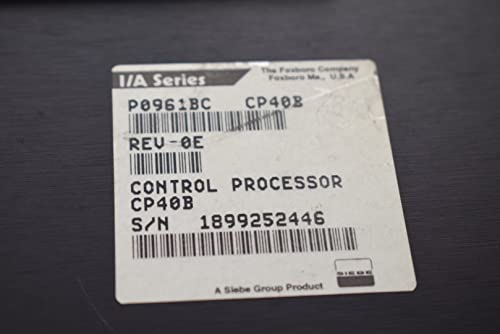 I/A Series
The Foxboro Company
Foxboro Ma., U.S.A
P0961BC CP40B
REV-0E
CONTROL PROCESSOR
CP40B
S/N 1899252446
SIEBE
A Siebe Group Product